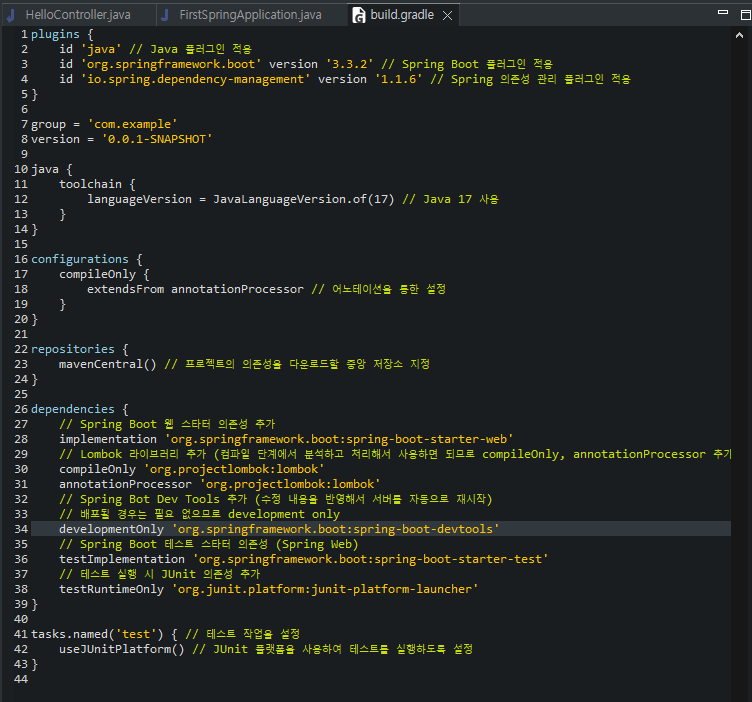 HelloController.java FirstSpringApplication.java build.gradle
1 plugins {
2 id 'java' // Java 플러그인 적용
3 id 'org.springframework.boot' version '3.3.2' // Spring Boot 플러그인 적용
4 id 'io.spring.dependency-management' version '1.1.6' // Spring 의존성 관리 플러그인 적용
5 }
6
7 group = 'com.example'
8 version = '0.0.1-SNAPSHOT'
9
10 java {
11 toolchain {
12 languageVersion = JavaLanguageVersion.of(17) // Java 17 사용
13 }
14 }
15
16 configurations {
17 compileOnly {
18 extendsFrom annotationProcessor // 어노테이션을 통한 설정
19 }
20 }
21
22 repositories {
23 mavenCentral() // 프로젝트의 의존성을 다운로드할 중앙 저장소 지정
24 }
25
26 dependencies {
27 // Spring Boot 웹 스타터 의존성 추가
28 implementation 'org.springframework.boot:spring-boot-starter-web'
29 // Lombok 라이브러리 추가 (컴파일 단계에서 분석하고 처리해서 사용하면 되므로 compileOnly, annotationProcessor 추가
30 compileOnly 'org.projectlombok:lombok'
31 annotationProcessor 'org.projectlombok:lombok'
32 // Spring Bot Dev Tools 추가 (수정 내용을 반영해서 서버를 자동으로 재시작)
33 // 배포될 경우는 필요 없으므로 development only
34 developmentOnly 'org.springframework.boot:spring-boot-devtools'
35 // Spring Boot 테스트 스타터 의존성 (Spring Web)
36 testImplementation 'org.springframework.boot:spring-boot-starter-test'
37 // 테스트 실행 시 JUnit 의존성 추가
38 testRuntimeOnly 'org.junit.platform:junit-platform-launcher'
39 }
40
41 tasks.named('test') { // 테스트 작업을 설정
42 useJUnitPlatform() // JUnit 플랫폼을 사용하여 테스트를 실행하도록 설정
43 }
44